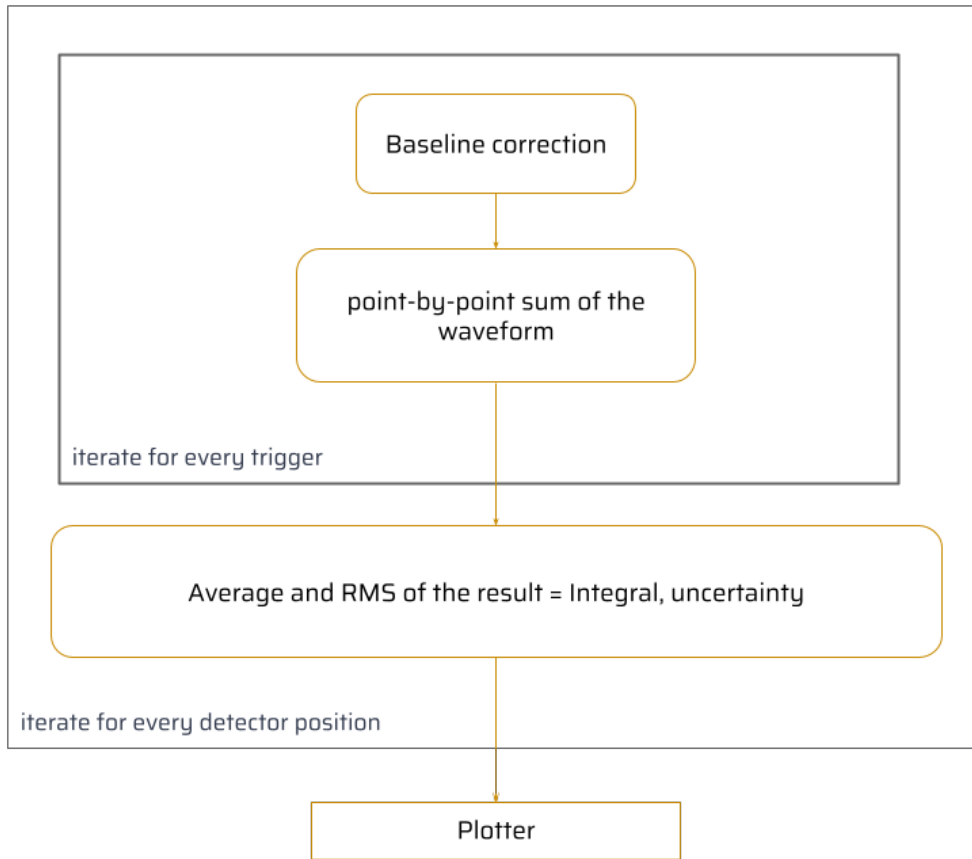 Baseline correction
point-by-point sum of the
waveform
iterate for every trigger
Average and RMS of the result = Integral, uncertainty
iterate for every detector position
Plotter